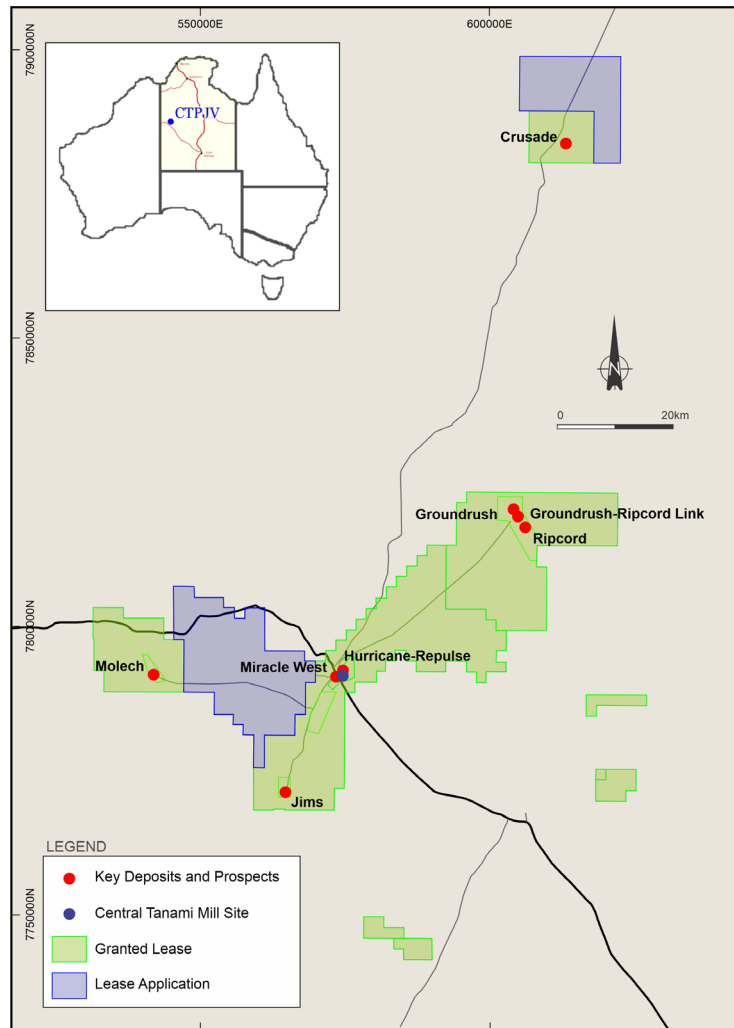 550000E
600000E
7900000N
CTPJV
Crusade
7850000N
N
0
20km
Groundrush
Groundrush-Ripcord Link
Ripcord
7800000N
Hurricane-Repulse
Miracle West
Molech
Jims
LEGEND
Key Deposits and Prospects
Central Tanami Mill Site
Granted Lease
Lease Application
7750000N